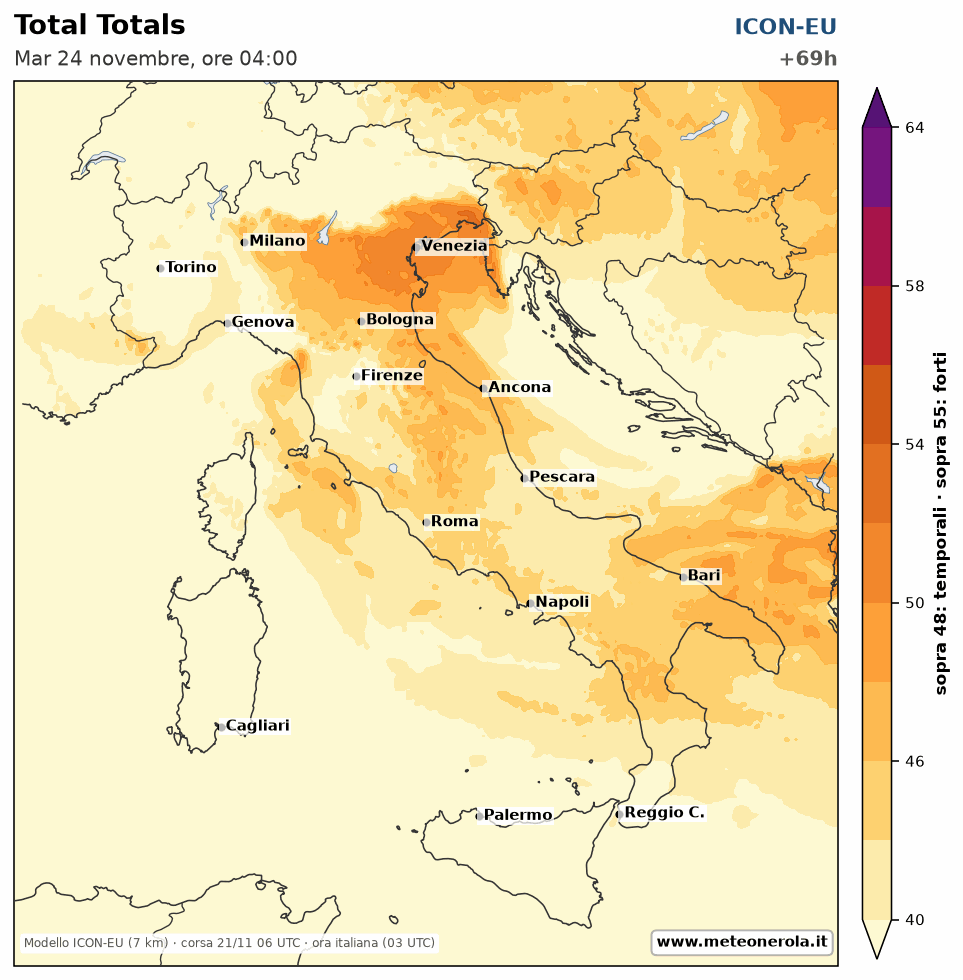 Total Totals
ICON-EU
Mar 24 novembre, ore 04:00
+69h
64
58
54
50
46
40
sopra 48: temporali · sopra 55: forti
Milano
Venezia
Torino
Genova
Bologna
Firenze
Ancona
Pescara
Roma
Bari
Napoli
Cagliari
Palermo
Reggio C.
Modello ICON-EU (7 km) · corsa 21/11 06 UTC · ora italiana (03 UTC)
www.meteonerola.it